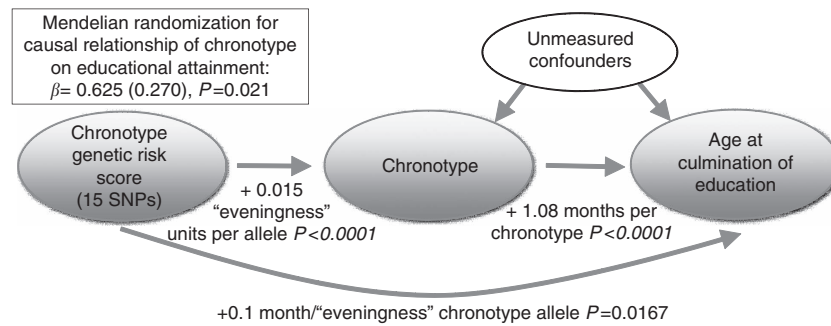 Mendelian randomization for
causal relationship of chronotype
on educational attainment:
β= 0.625 (0.270), P=0.021
Unmeasured
confounders
Chronotype
genetic risk
score
(15 SNPs)
Chronotype
Age at
culmination of
education
+ 0.015
“eveningness”
units per allele P<0.0001
+ 1.08 months per
chronotype P<0.0001
+0.1 month/“eveningness” chronotype allele P=0.0167